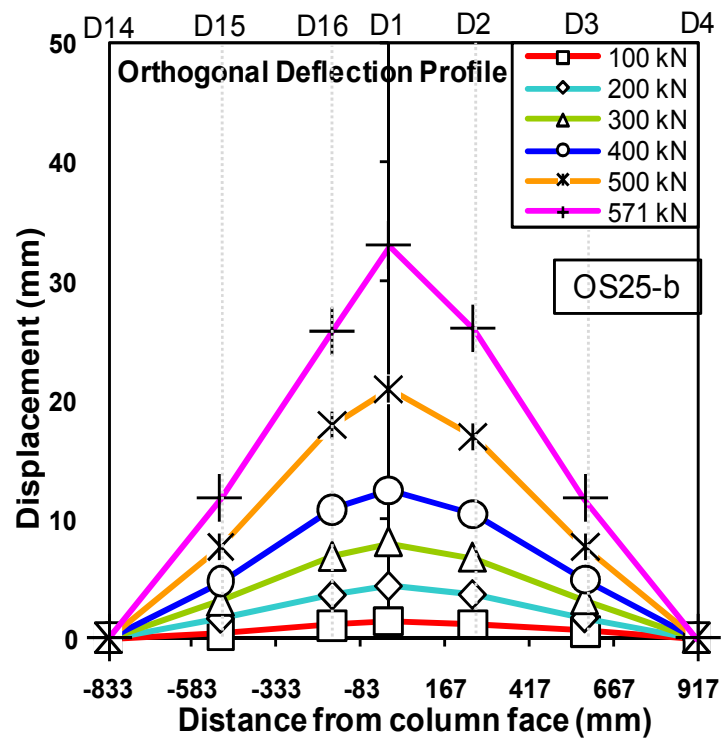 D14 D15 D16 D1 D2 D3 D4
50
Orthogonal Deflection Profile
100 kN
200 kN
300 kN
400 kN
500 kN
571 kN
40
30
OS25-b
20
10
0
Displacement (mm)
-833 -583 -333 -83 167 417 667 917
Distance from column face (mm)